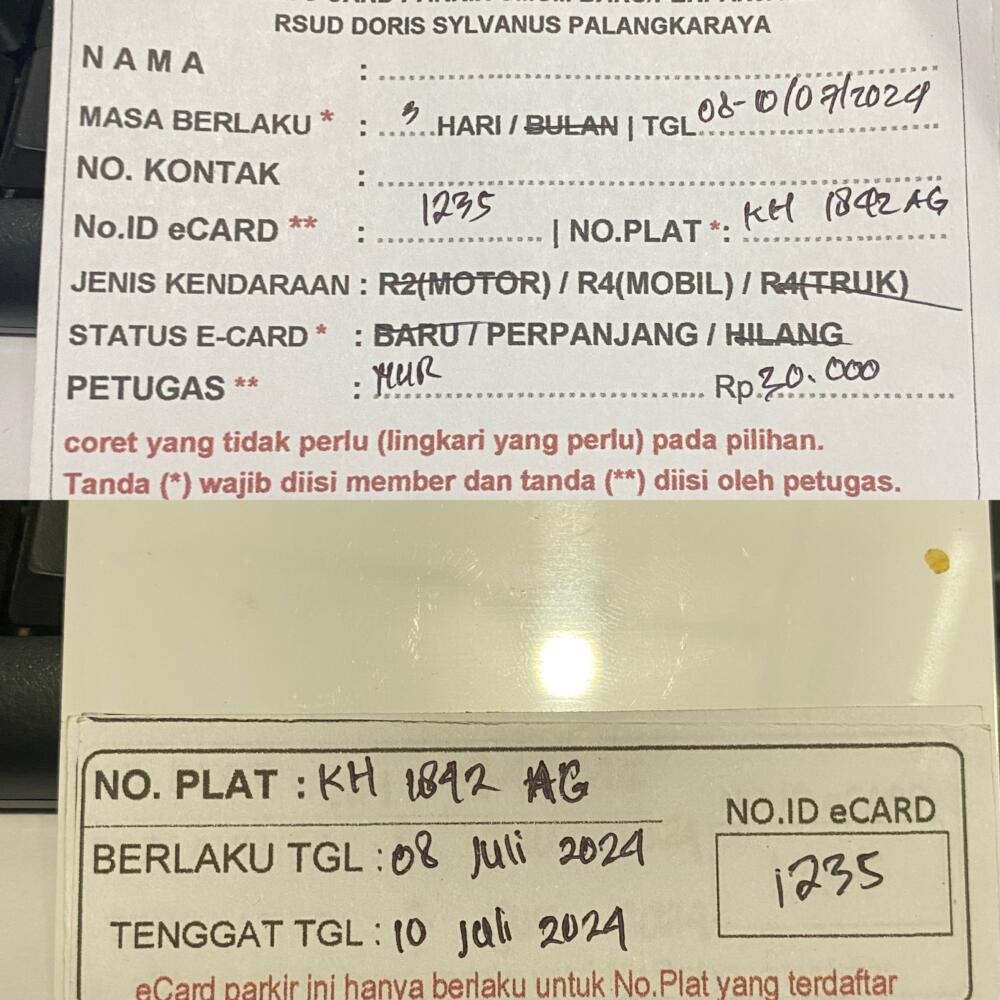 RSUD DORIS SYLVANUS PALANGKARAYA
N A M A :
MASA BERLAKU * : 3 HARI / BULAN | TGL 08-10/07/2024
NO. KONTAK :
No.ID eCARD ** : 1235 | NO.PLAT *: KH 1842 AG
JENIS KENDARAAN : R2(MOTOR) / R4(MOBIL) / R4(TRUK)
STATUS E-CARD * : BARU / PERPANJANG / HILANG
PETUGAS ** : MUR Rp. 30.000
coret yang tidak perlu (lingkari yang perlu) pada pilihan.
Tanda (*) wajib diisi member dan tanda (**) diisi oleh petugas.
NO. PLAT : KH 1842 AG
NO.ID eCARD
BERLAKU TGL : 08 Juli 2024
1235
TENGGAT TGL : 10 Juli 2024
eCard parkir ini hanya berlaku untuk No.Plat yang terdaftar